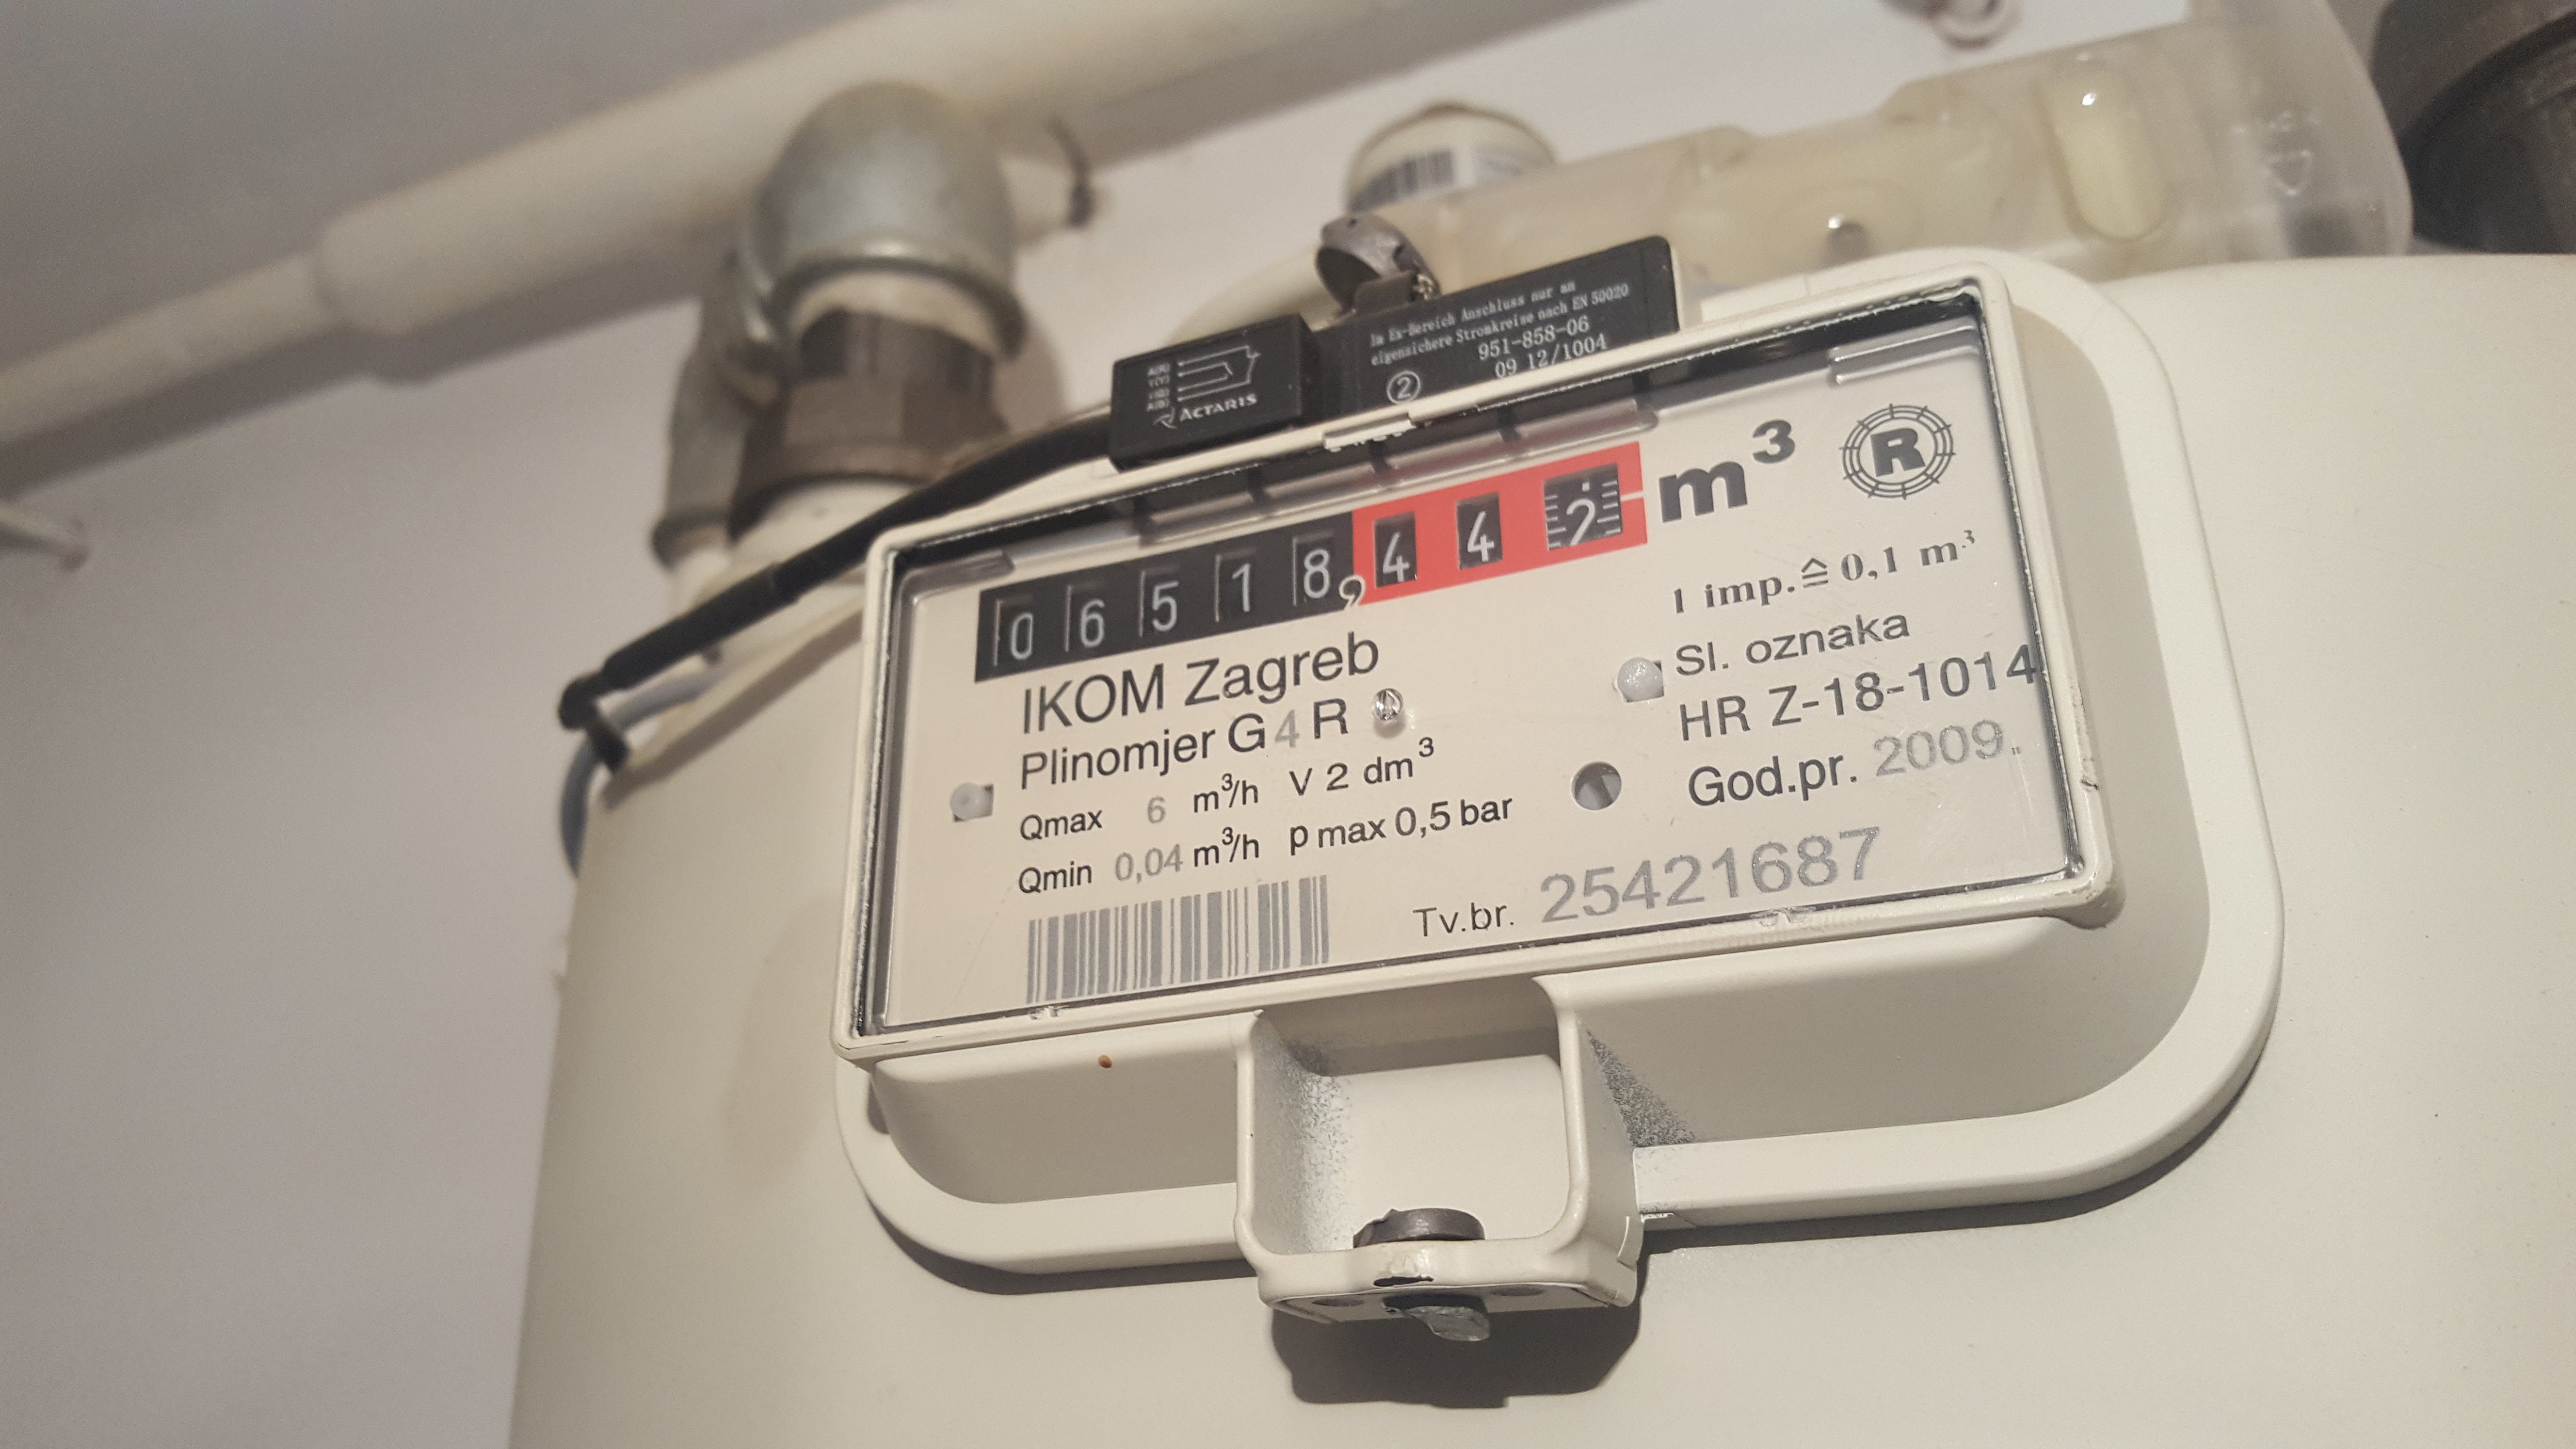 Im Ex-Bereich Anschluss nur an
eigensichere Stromkreise nach EN 50020
951-858-06
② 09 12/1004
ACTARIS
06518,442 m³ R
1 imp.≙ 0,1 m³
IKOM Zagreb
Plinomjer G4R
Qmax 6 m³/h V 2 dm³
Qmin 0,04 m³/h p max 0,5 bar
Sl. oznaka
HR Z-18-1014
God.pr. 2009.
Tv.br. 25421687